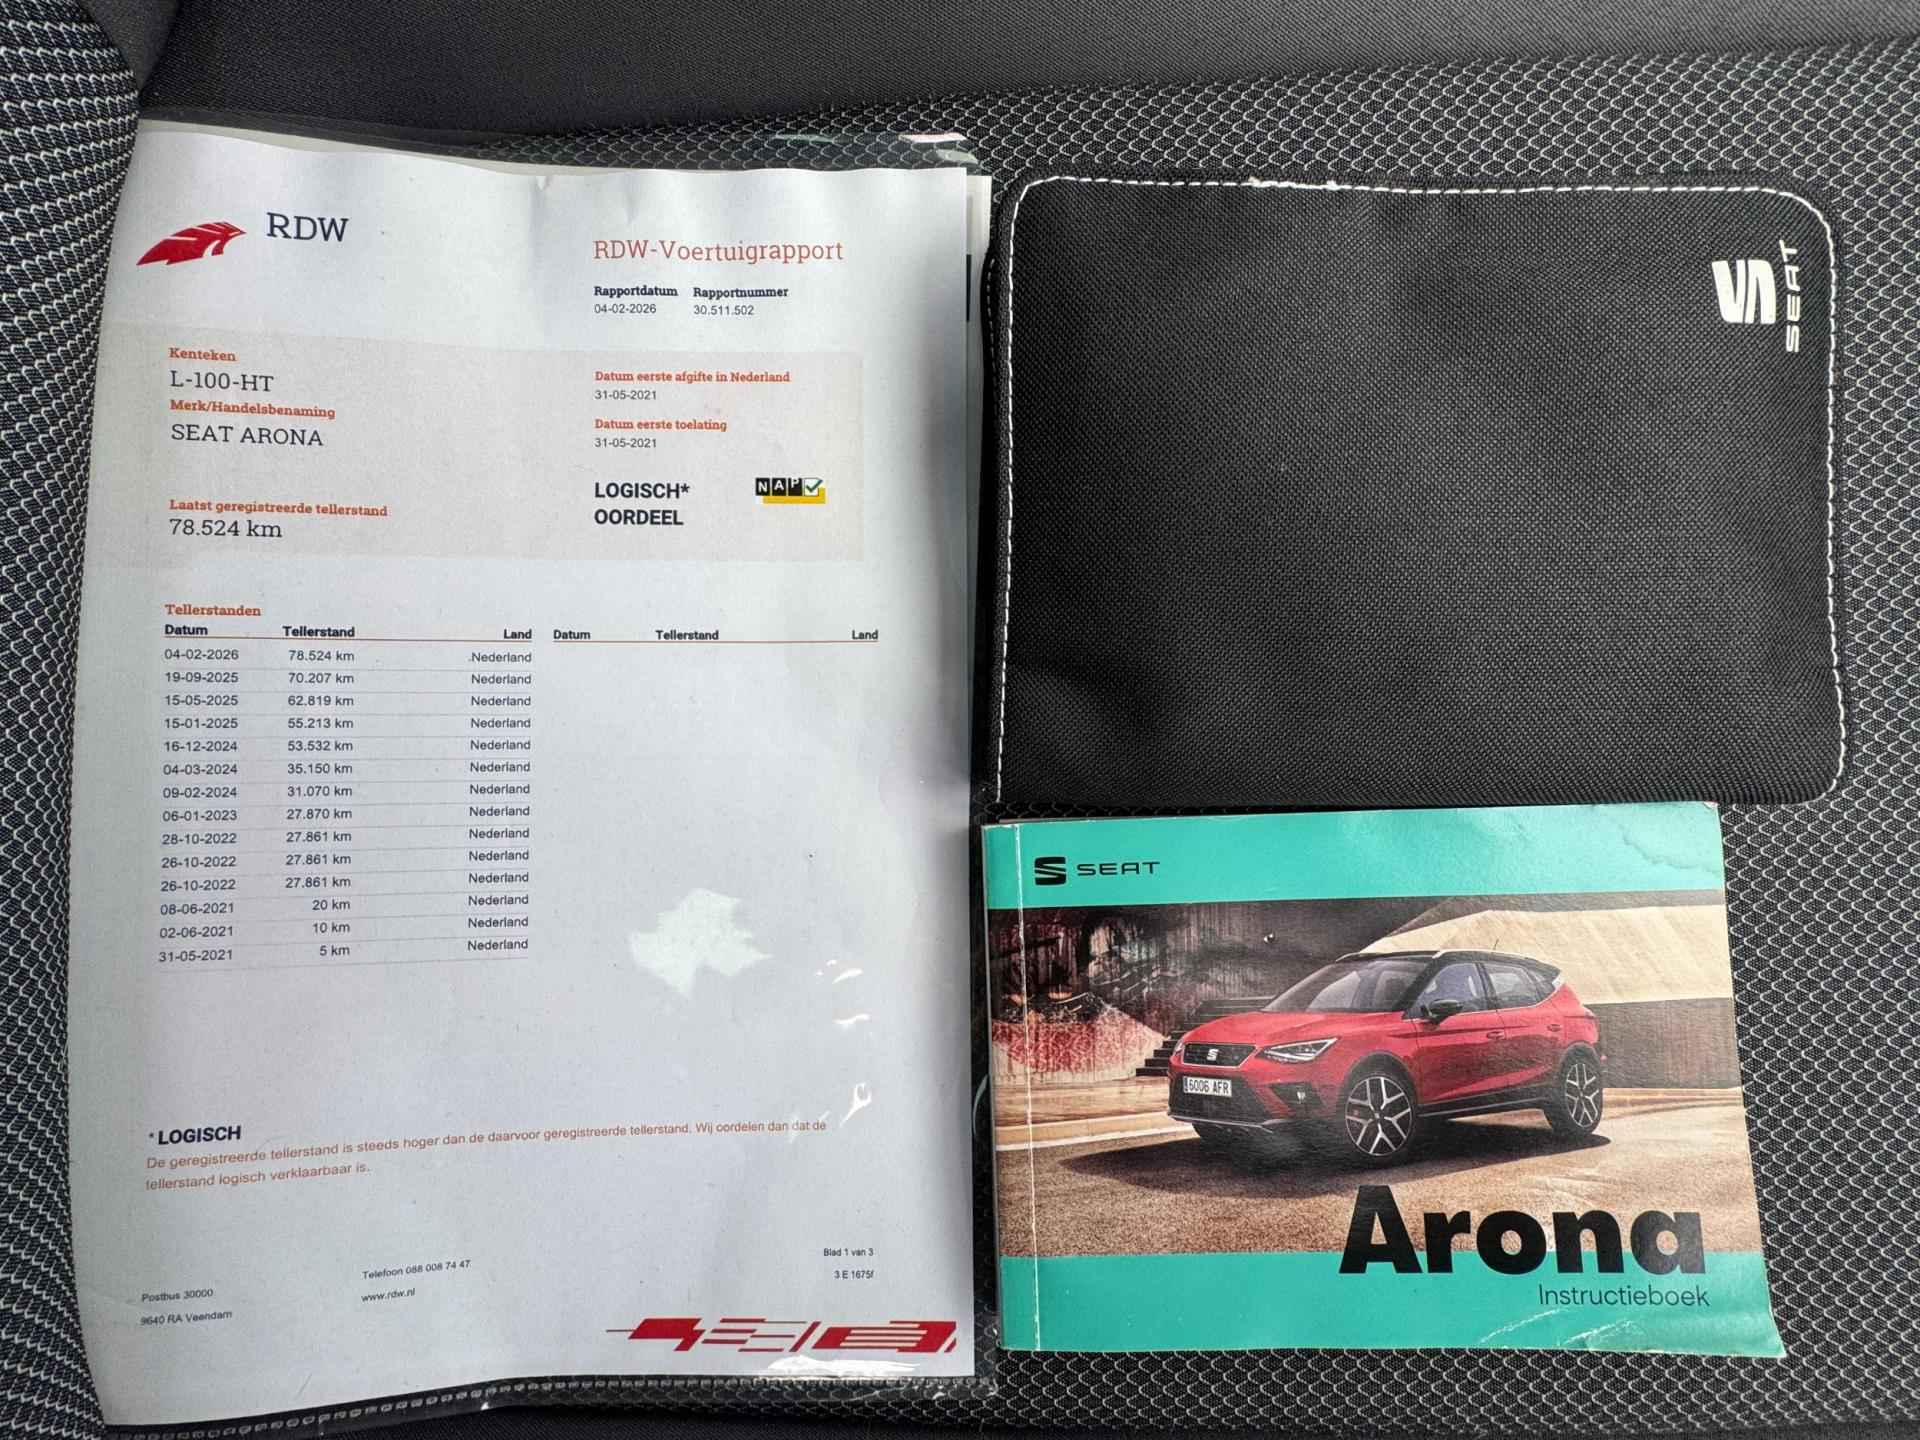 RDW
RDW-Voertuigrapport
Rapportdatum Rapportnummer
04-02-2026 30.511.502
Kenteken
L-100-HT
Merk/Handelsbenaming
SEAT ARONA
Laatst geregistreerde tellerstand
78.524 km
Datum eerste afgifte in Nederland
31-05-2021
Datum eerste toelating
31-05-2021
LOGISCH*
OORDEEL
NAP
Tellerstanden
Datum Tellerstand Land Datum Tellerstand Land
04-02-2026 78.524 km Nederland
19-09-2025 70.207 km Nederland
15-05-2025 62.819 km Nederland
15-01-2025 55.213 km Nederland
16-12-2024 53.532 km Nederland
04-03-2024 35.150 km Nederland
09-02-2024 31.070 km Nederland
06-01-2023 27.870 km Nederland
28-10-2022 27.861 km Nederland
26-10-2022 27.861 km Nederland
26-10-2022 27.861 km Nederland
08-06-2021 20 km Nederland
02-06-2021 10 km Nederland
31-05-2021 5 km Nederland
* LOGISCH
De geregistreerde tellerstand is steeds hoger dan de daarvoor geregistreerde tellerstand. Wij oordelen dan dat de
tellerstand logisch verklaarbaar is.
Postbus 30000
9640 RA Veendam
Telefoon 088 008 74 47
www.rdw.nl
Blad 1 van 3
3 E 1675f
SEAT
SEAT
6006 AFR
Arona
Instructieboek